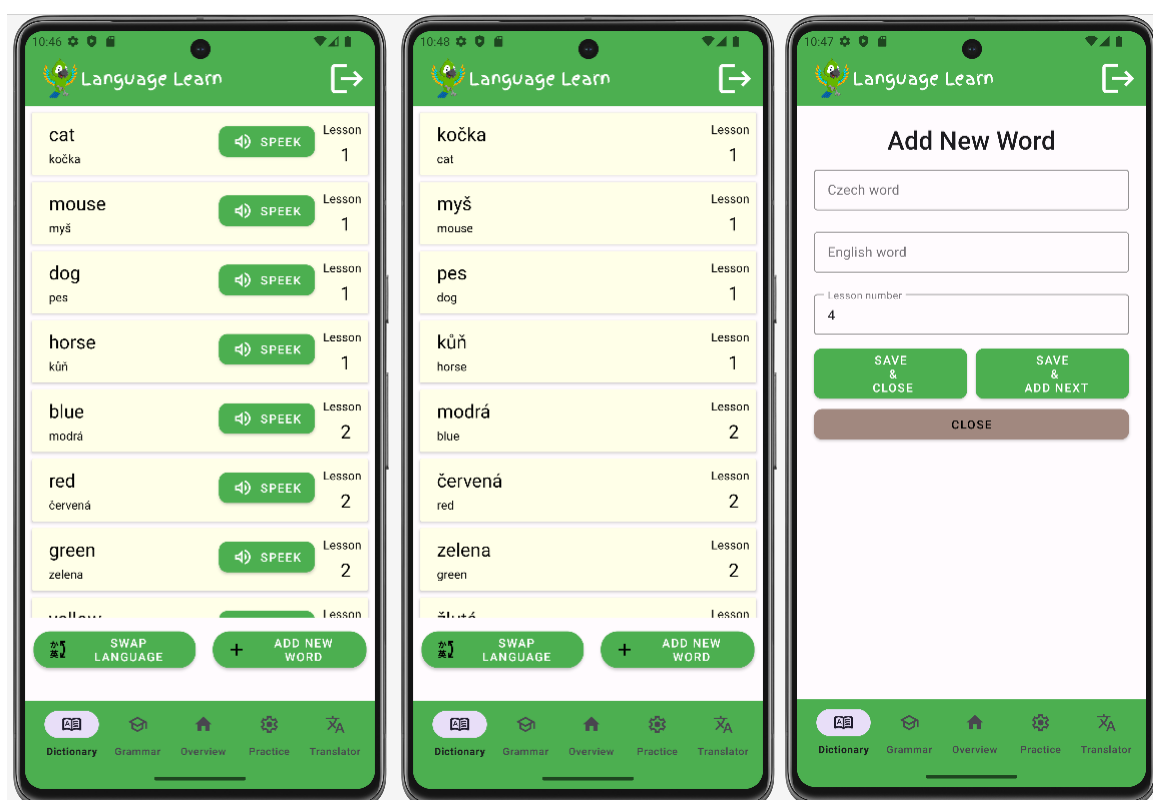 10:46
Language Learn
cat
kočka
SPEEK
Lesson
1
mouse
myš
SPEEK
Lesson
1
dog
pes
SPEEK
Lesson
1
horse
kůň
SPEEK
Lesson
1
blue
modrá
SPEEK
Lesson
2
red
červená
SPEEK
Lesson
2
green
zelena
SPEEK
Lesson
2
yellow
Lesson
か
英
SWAP
LANGUAGE
+
ADD NEW
WORD
Dictionary
Grammar
Overview
Practice
Translator
10:48
Language Learn
kočka
cat
Lesson
1
myš
mouse
Lesson
1
pes
dog
Lesson
1
kůň
horse
Lesson
1
modrá
blue
Lesson
2
červená
red
Lesson
2
zelena
green
Lesson
2
žlutá
Lesson
か
英
SWAP
LANGUAGE
+
ADD NEW
WORD
Dictionary
Grammar
Overview
Practice
Translator
10:47
Language Learn
Add New Word
Czech word
English word
Lesson number
4
SAVE
&
CLOSE
SAVE
&
ADD NEXT
CLOSE
Dictionary
Grammar
Overview
Practice
Translator